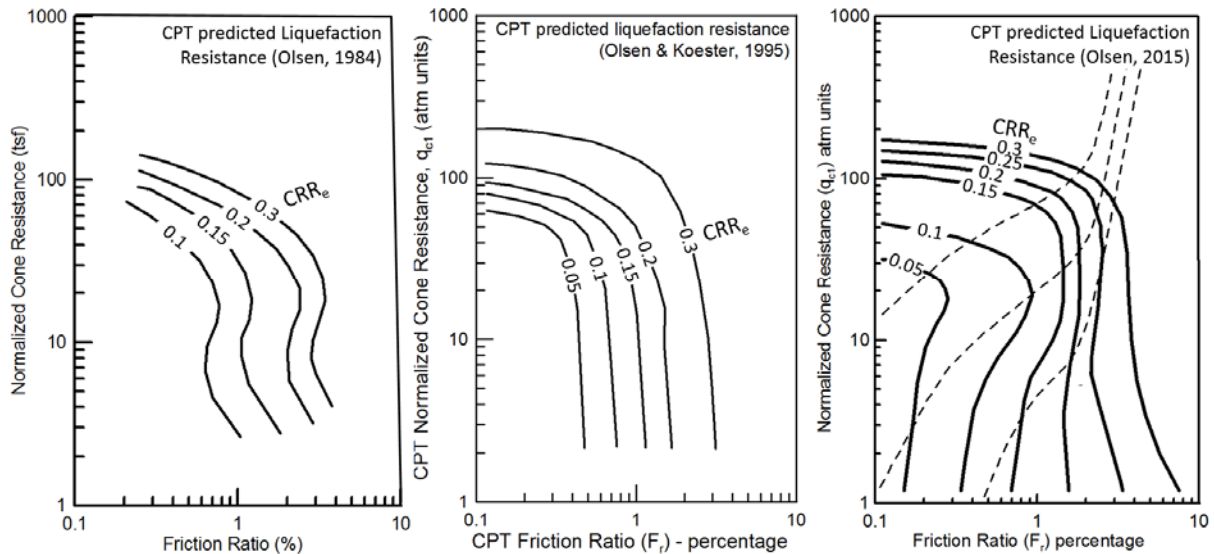 CPT predicted Liquefaction
Resistance (Olsen, 1984)
1000
100
10
1
0.1
1
10
Normalized Cone Resistance (tsf)
Friction Ratio (%)
CRRe
0.3
0.2
0.15
0.1
CPT predicted liquefaction resistance
(Olsen & Koester, 1995)
1000
100
10
1
0.1
1
10
CPT Normalized Cone Resistance, qc1 (atm units)
CPT Friction Ratio (Fr) - percentage
CRRe
0.3
0.2
0.15
0.1
0.05
CPT predicted Liquefaction
Resistance (Olsen, 2015)
1000
100
10
1
0.1
1
10
Normalized Cone Resistance (qc1) atm units
Friction Ratio (Fr) percentage
CRRe
0.3
0.25
0.2
0.15
0.1
0.05